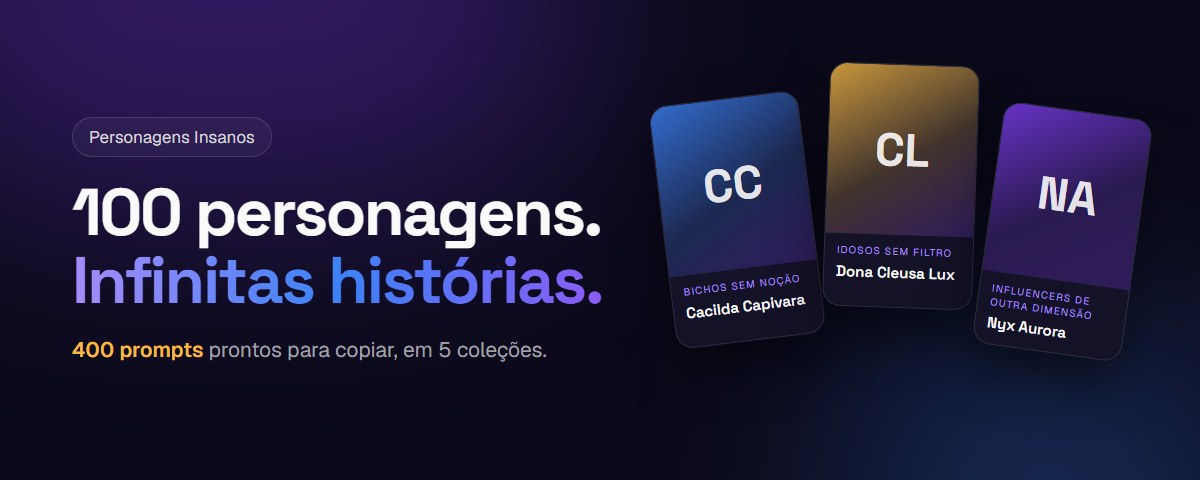 Personagens Insanos
100 personagens.
Infinitas histórias.
400 prompts prontos para copiar, em 5 coleções.
CC
BICHOS SEM NOÇÃO
Cacilda Capivara
CL
IDOSOS SEM FILTRO
Dona Cleusa Lux
NA
INFLUENCERS DE
OUTRA DIMENSÃO
Nyx Aurora